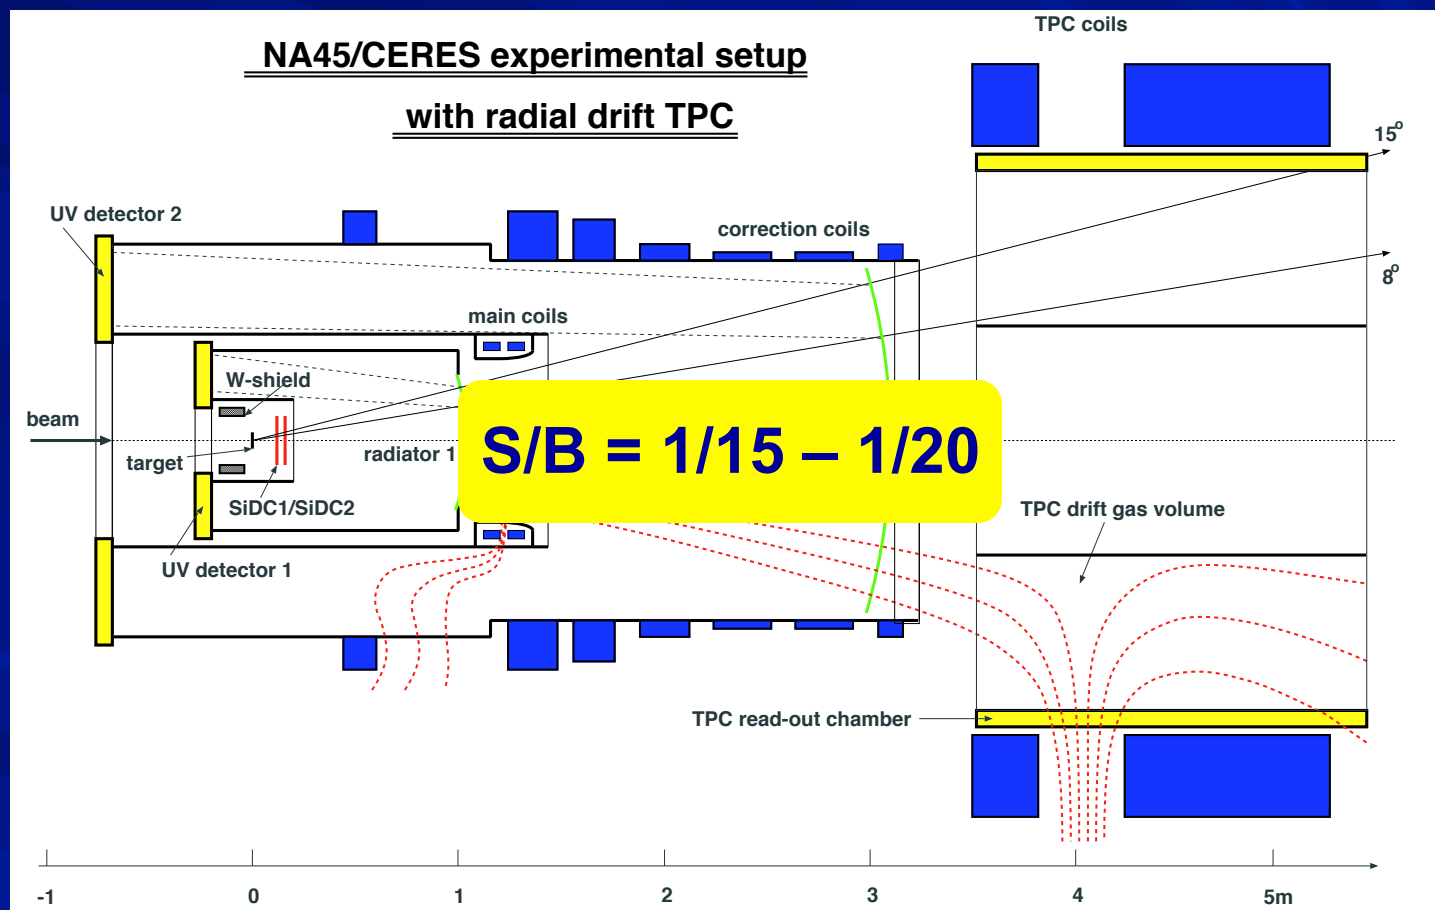 TPC coils
NA45/CERES experimental setup
with radial drift TPC
15o
UV detector 2
correction coils
8o
main coils
W-shield
beam
S/B = 1/15 – 1/20
target
radiator 1
SiDC1/SiDC2
TPC drift gas volume
UV detector 1
TPC read-out chamber
-1 0 1 2 3 4 5m